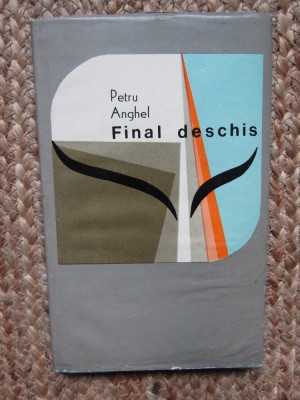 Petru
Anghel
Final deschis